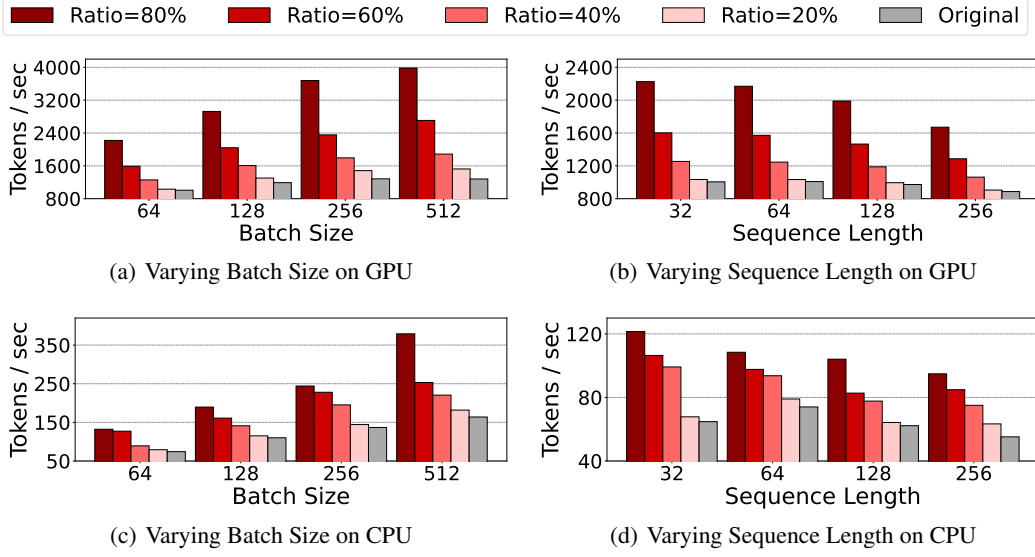 Ratio=80% Ratio=60% Ratio=40% Ratio=20% Original
Tokens / sec
4000
3200
2400
1600
800
64 128 256 512
Batch Size
(a) Varying Batch Size on GPU
Tokens / sec
2400
2000
1600
1200
800
32 64 128 256
Sequence Length
(b) Varying Sequence Length on GPU
Tokens / sec
350
250
150
50
64 128 256 512
Batch Size
(c) Varying Batch Size on CPU
Tokens / sec
120
80
40
32 64 128 256
Sequence Length
(d) Varying Sequence Length on CPU